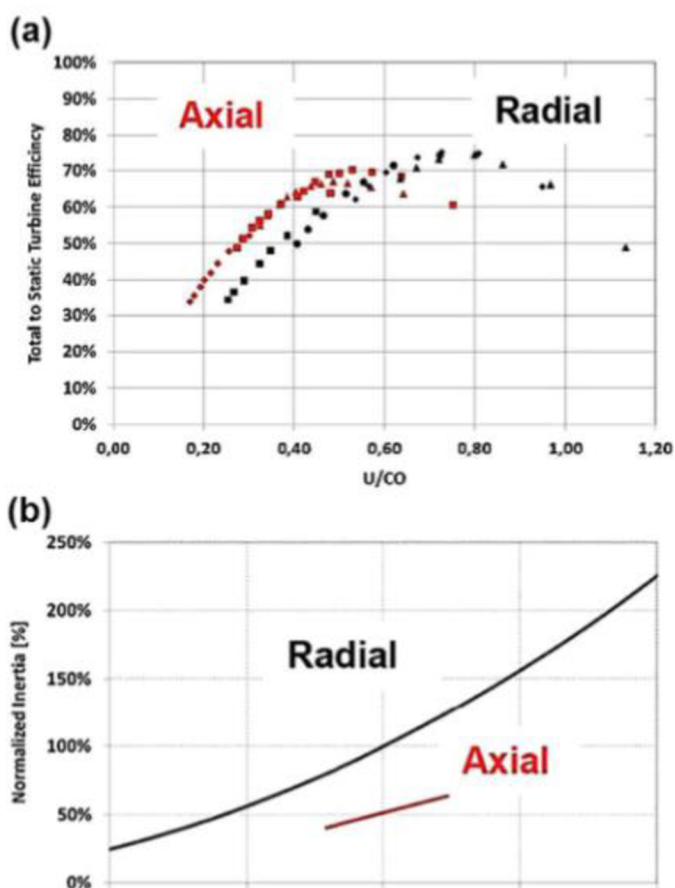 (a)
100%
90%
80%
70%
60%
50%
40%
30%
20%
10%
0%
Total to Static Turbine Efficincy
Axial
Radial
0,00 0,20 0,40 0,60 0,80 1,00 1,20
U/CO
(b)
250%
200%
150%
100%
50%
0%
Normalized Inertia [%]
Radial
Axial